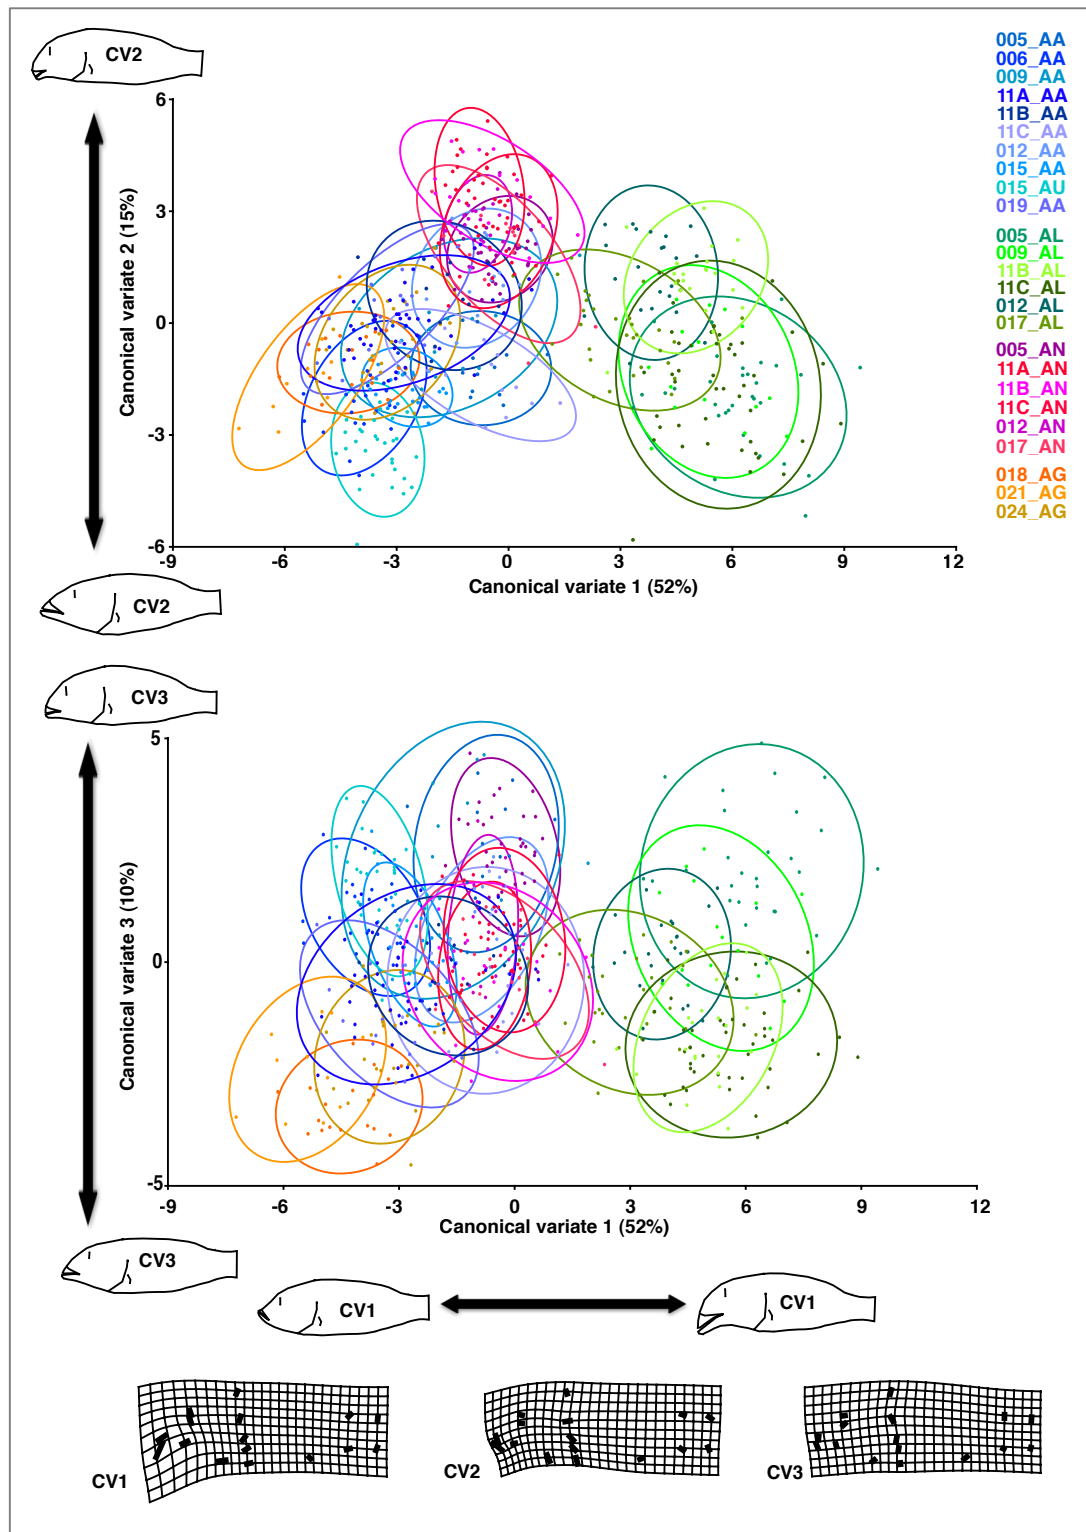 CV2
6
3
0
-3
-6
Canonical variate 2 (15%)
-9
-6
-3
0
3
6
9
12
Canonical variate 1 (52%)
CV2
005_AA
006_AA
009_AA
11A_AA
11B_AA
11C_AA
012_AA
015_AA
015_AU
019_AA
005_AL
009_AL
11B_AL
11C_AL
012_AL
017_AL
005_AN
11A_AN
11B_AN
11C_AN
012_AN
017_AN
018_AG
021_AG
024_AG
CV3
5
0
-5
Canonical variate 3 (10%)
-9
-6
-3
0
3
6
9
12
Canonical variate 1 (52%)
CV3
CV1
CV1
CV1
CV2
CV3